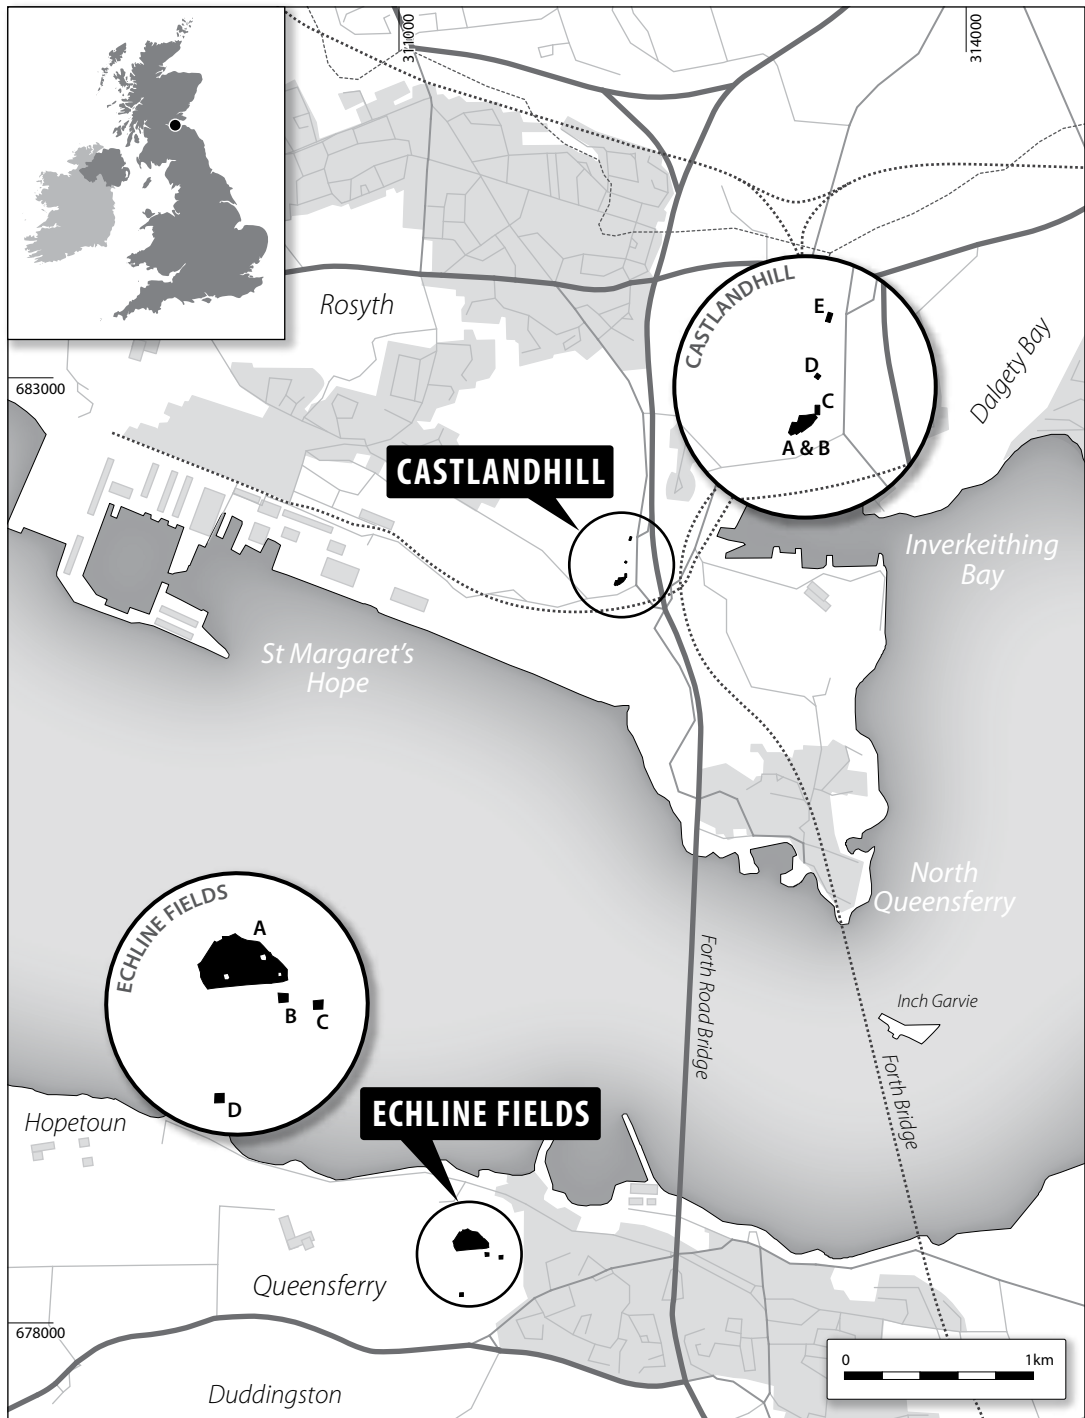 311000
314000
Rosyth
CASTLANDHILL
E
D
C
A & B
Dalgety Bay
683000
CASTLANDHILL
Inverkeithing
Bay
St Margaret's
Hope
North
Queensferry
ECHLINE FIELDS
A
B
C
D
Forth Road Bridge
Inch Garvie
Forth Bridge
Hopetoun
ECHLINE FIELDS
Queensferry
678000
Duddingston
0
1km